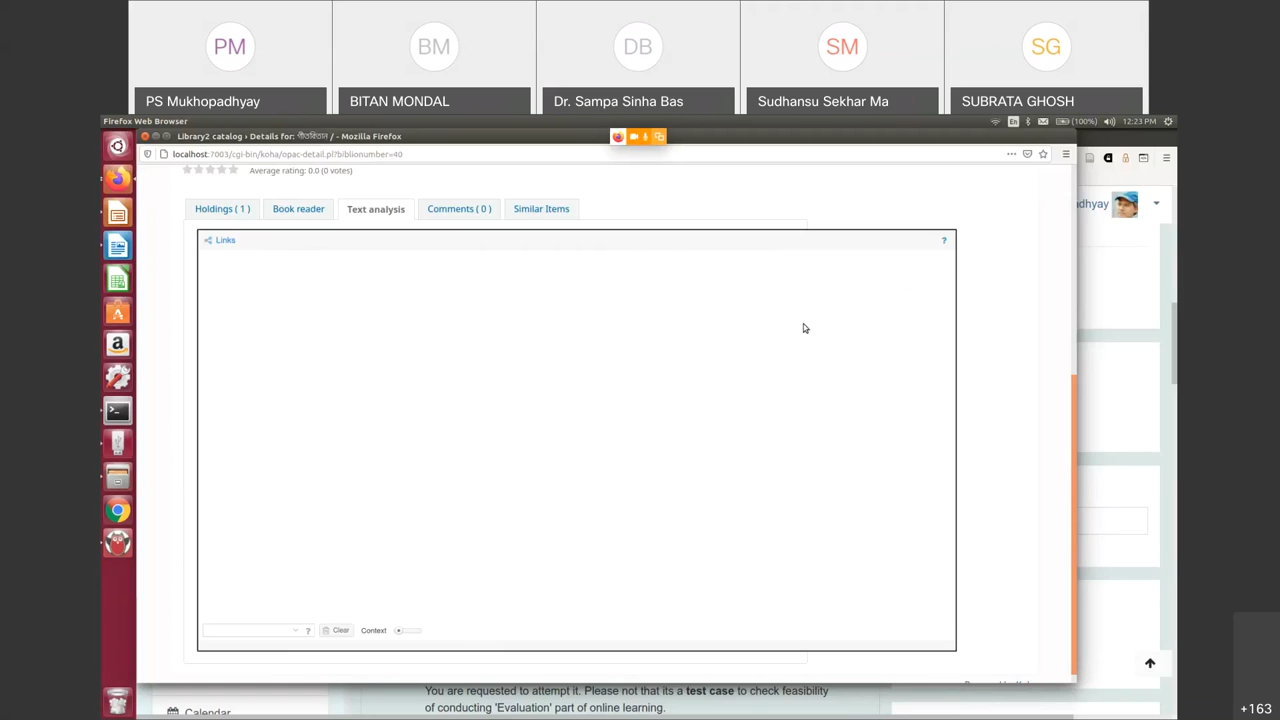 PM
BM
DB
SM
SG
PS Mukhopadhyay
BITAN MONDAL
Dr. Sampa Sinha Bas
Sudhansu Sekhar Ma
SUBRATA GHOSH
Firefox Web Browser
En
(100%)
12:23 PM
Library2 catalog › Details for: গীতবিতান / - Mozilla Firefox
localhost:7003/cgi-bin/koha/opac-detail.pl?biblionumber=40
Average rating: 0.0 (0 votes)
Holdings ( 1 )
Book reader
Text analysis
Comments ( 0 )
Similar Items
adhyay
Links
?
?
Clear
Context
You are requested to attempt it. Please not that its a test case to check feasibility
of conducting 'Evaluation' part of online learning.
Calendar
+163